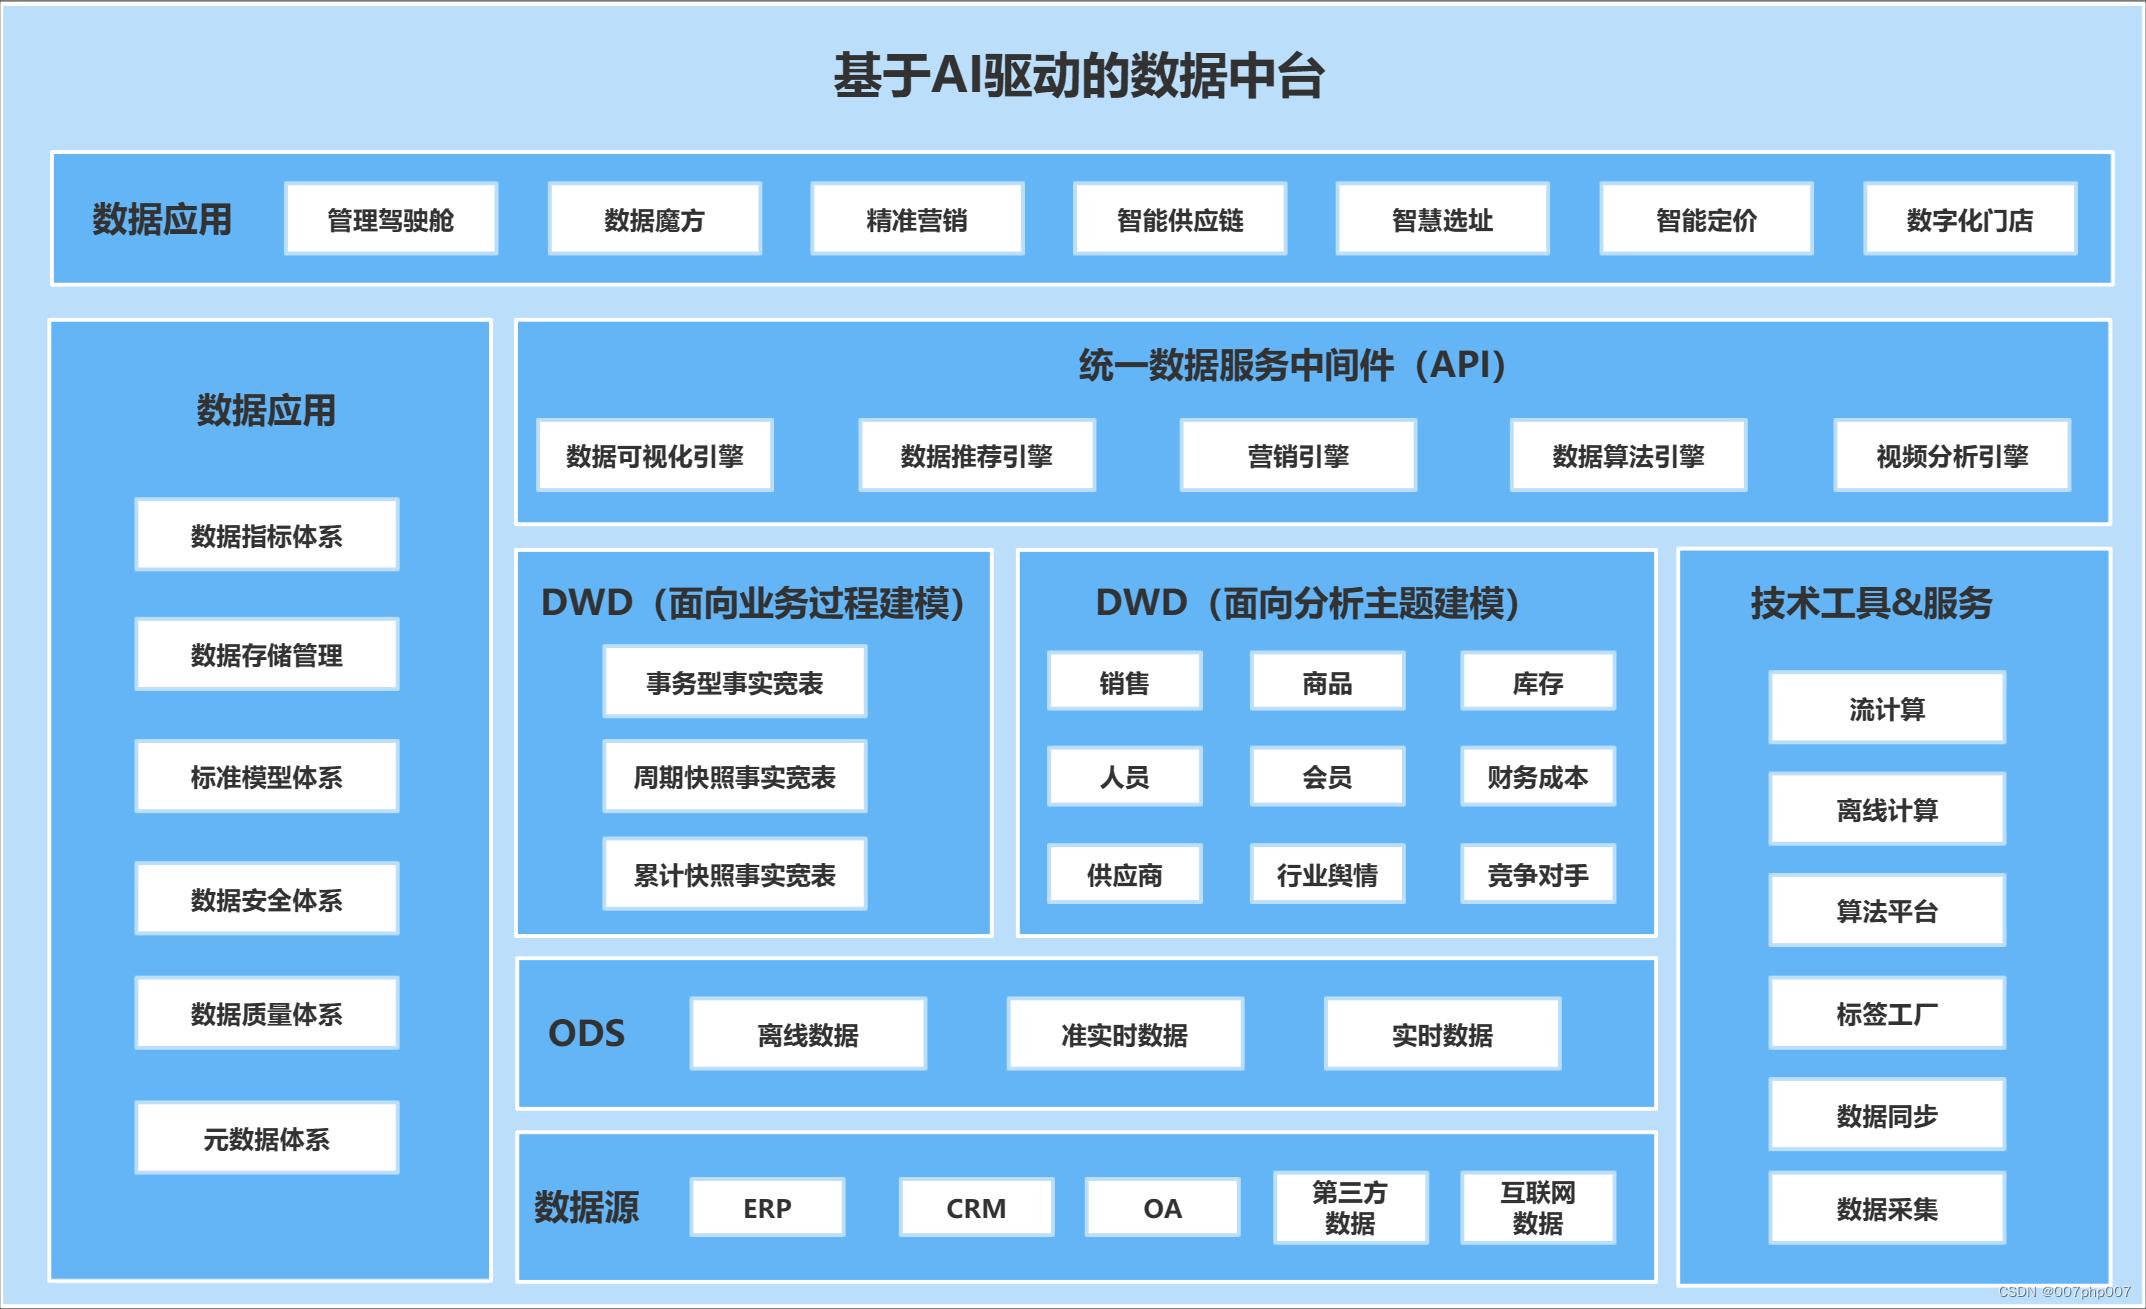 基于AI驱动的数据中台
数据应用
管理驾驶舱
数据魔方
精准营销
智能供应链
智慧选址
智能定价
数字化门店
数据应用
数据指标体系
数据存储管理
标准模型体系
数据安全体系
数据质量体系
元数据体系
统一数据服务中间件（API）
数据可视化引擎
数据推荐引擎
营销引擎
数据算法引擎
视频分析引擎
DWD（面向业务过程建模）
事务型事实宽表
周期快照事实宽表
累计快照事实宽表
DWD（面向分析主题建模）
销售
商品
库存
人员
会员
财务成本
供应商
行业舆情
竞争对手
ODS
离线数据
准实时数据
实时数据
数据源
ERP
CRM
OA
第三方
数据
互联网
数据
技术工具&服务
流计算
离线计算
算法平台
标签工厂
数据同步
数据采集
CSDN @007php007